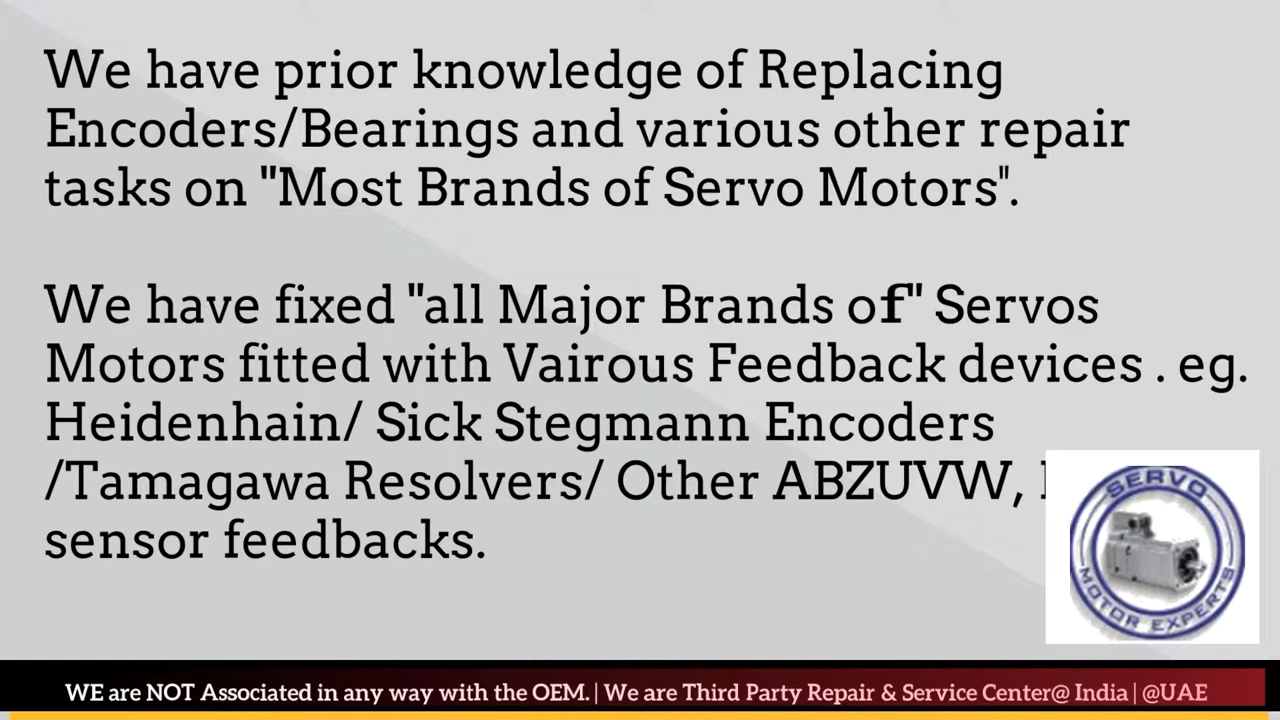 We have prior knowledge of Replacing
Encoders/Bearings and various other repair
tasks on "Most Brands of Servo Motors".
We have fixed "all Major Brands of" Servos
Motors fitted with Vairous Feedback devices . eg.
Heidenhain/ Sick Stegmann Encoders
/Tamagawa Resolvers/ Other ABZUVW,
sensor feedbacks.
SERVO
MOTOR EXPERTS
WE are NOT Associated in any way with the OEM. | We are Third Party Repair & Service Center@ India | @UAE